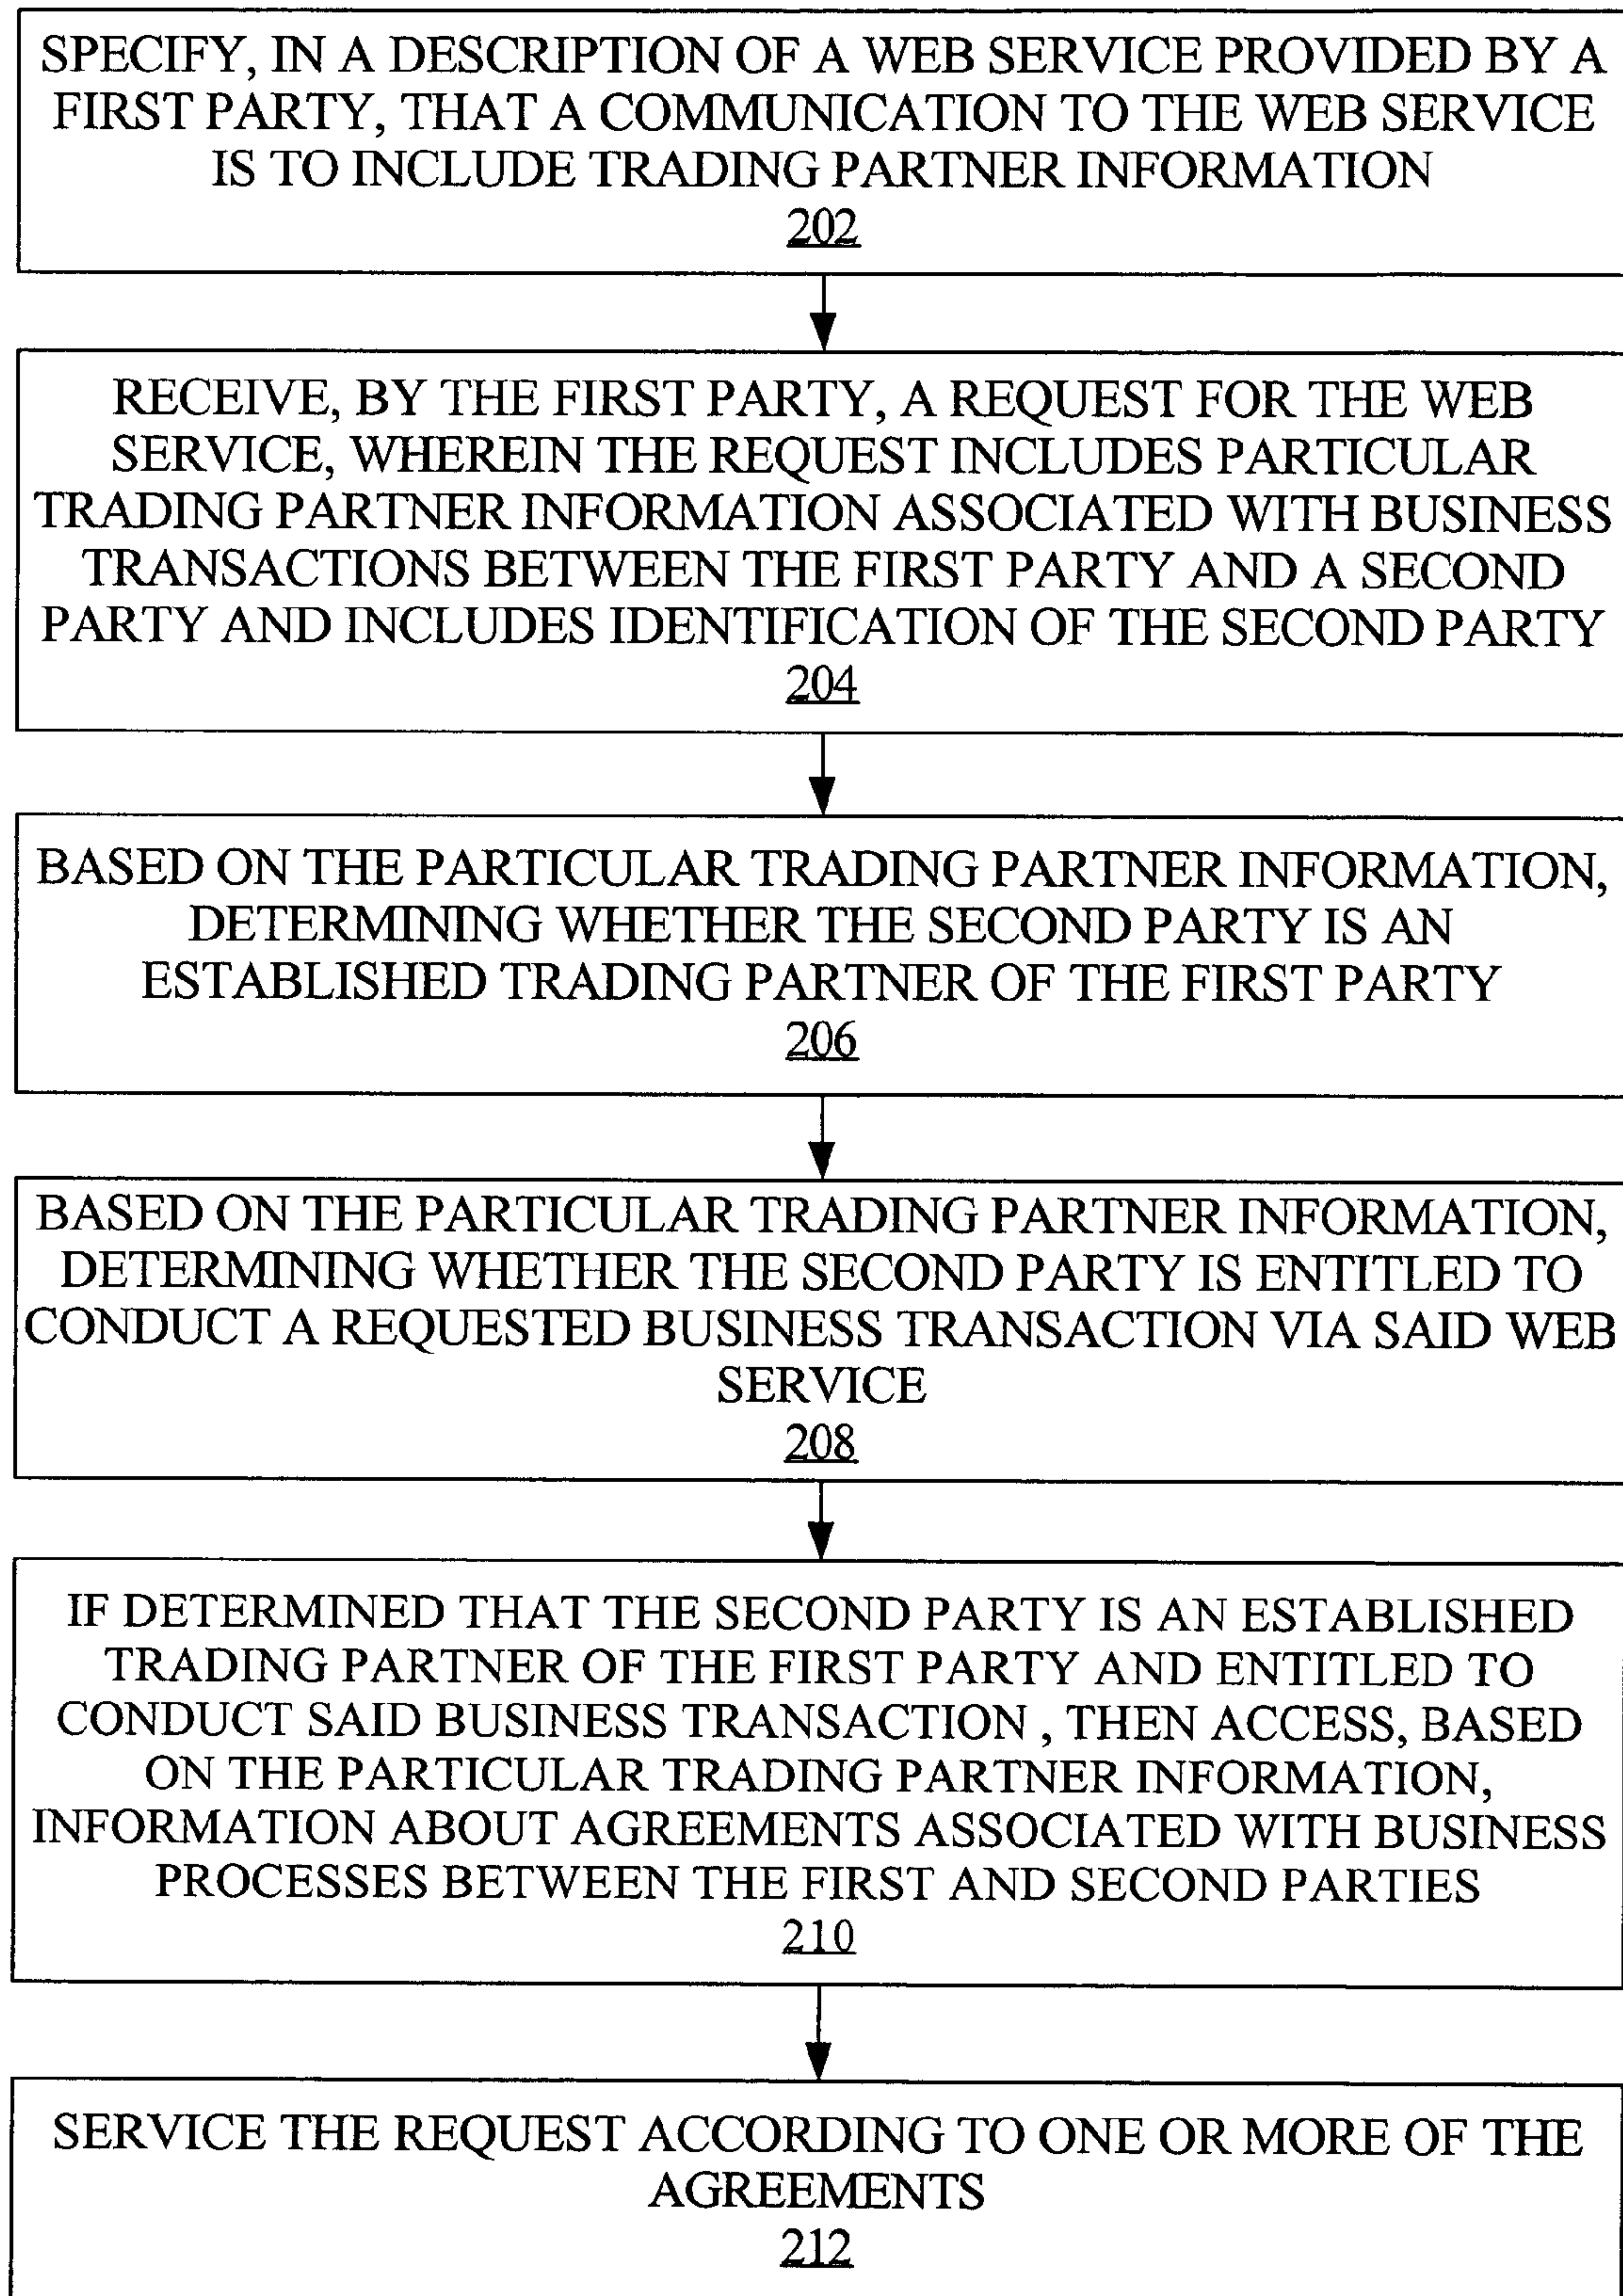 SPECIFY, IN A DESCRIPTION OF A WEB SERVICE PROVIDED BY A
FIRST PARTY, THAT A COMMUNICATION TO THE WEB SERVICE
IS TO INCLUDE TRADING PARTNER INFORMATION
202
RECEIVE, BY THE FIRST PARTY, A REQUEST FOR THE WEB
SERVICE, WHEREIN THE REQUEST INCLUDES PARTICULAR
TRADING PARTNER INFORMATION ASSOCIATED WITH BUSINESS
TRANSACTIONS BETWEEN THE FIRST PARTY AND A SECOND
PARTY AND INCLUDES IDENTIFICATION OF THE SECOND PARTY
204
BASED ON THE PARTICULAR TRADING PARTNER INFORMATION,
DETERMINING WHETHER THE SECOND PARTY IS AN
ESTABLISHED TRADING PARTNER OF THE FIRST PARTY
206
BASED ON THE PARTICULAR TRADING PARTNER INFORMATION,
DETERMINING WHETHER THE SECOND PARTY IS ENTITLED TO
CONDUCT A REQUESTED BUSINESS TRANSACTION VIA SAID WEB
SERVICE
208
IF DETERMINED THAT THE SECOND PARTY IS AN ESTABLISHED
TRADING PARTNER OF THE FIRST PARTY AND ENTITLED TO
CONDUCT SAID BUSINESS TRANSACTION , THEN ACCESS, BASED
ON THE PARTICULAR TRADING PARTNER INFORMATION,
INFORMATION ABOUT AGREEMENTS ASSOCIATED WITH BUSINESS
PROCESSES BETWEEN THE FIRST AND SECOND PARTIES
210
SERVICE THE REQUEST ACCORDING TO ONE OR MORE OF THE
AGREEMENTS
212